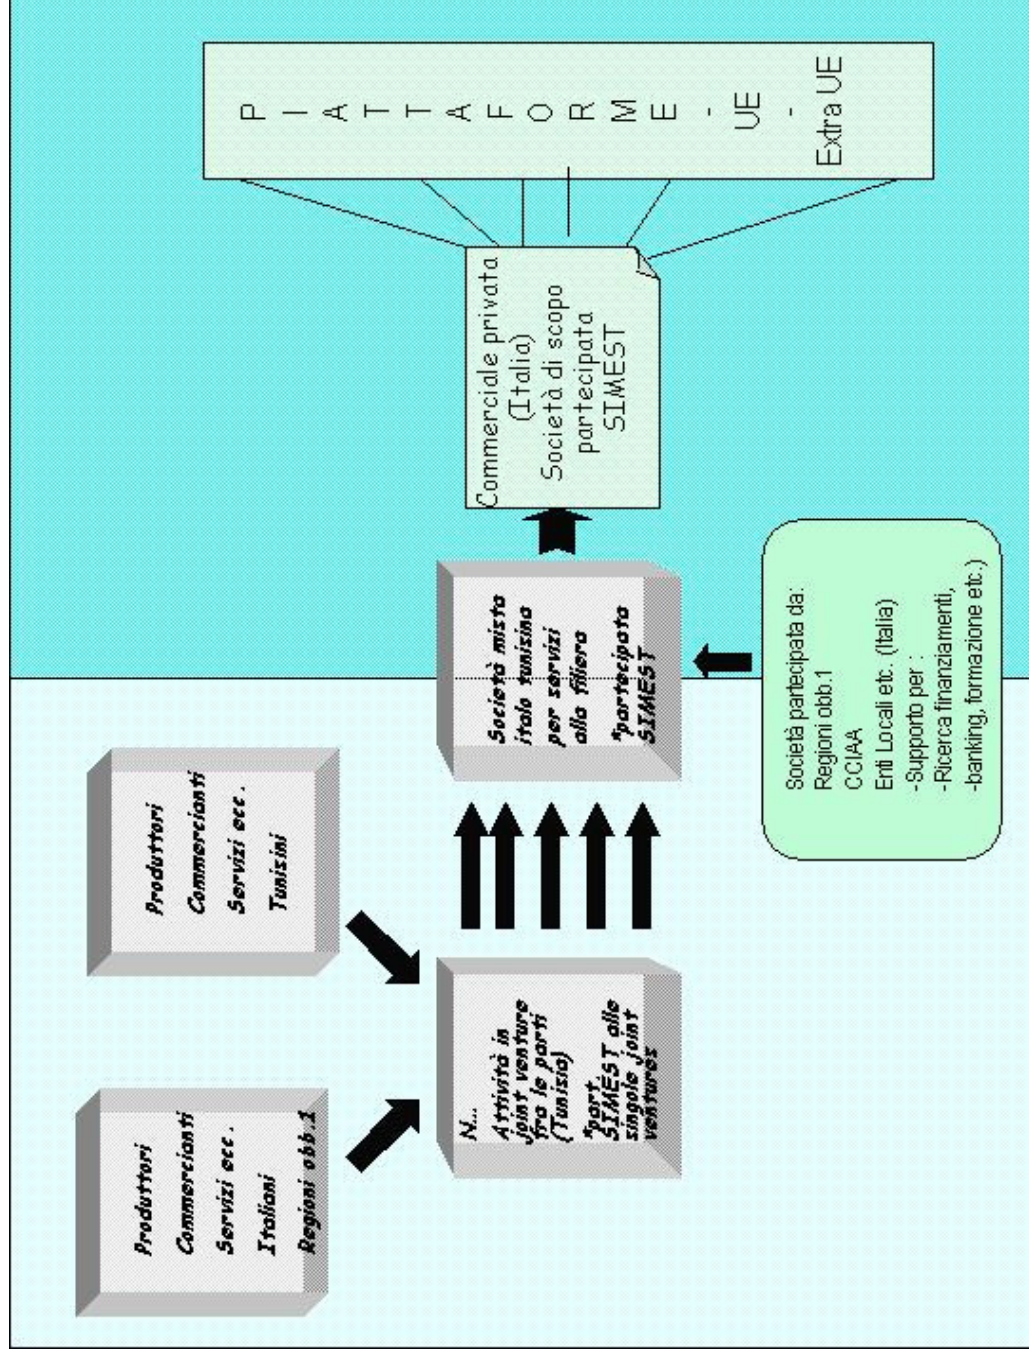 Produttori
Commercianti
Servizi ecc.
Italiani
Regioni obb.1
Produttori
Commercianti
Servizi ecc.
Tunisini
N...
Attività in
joint venture
fra le parti
(Tunisia)
*part.
SIMEST alle
singole joint
ventures
Società mista
italo tunisina
per servizi
alla filiera
*partecipata
SIMEST
Società partecipata da:
Regioni obb.1
CCIAA
Enti Locali etc. (Italia)
-Supporto per :
-Ricerca finanziamenti,
-banking, formazione etc.)
Commerciale privata
(Italia)
Società di scopo
partecipata
SIMEST
P
I
A
T
T
A
F
O
R
M
E
-
UE
-
Extra UE